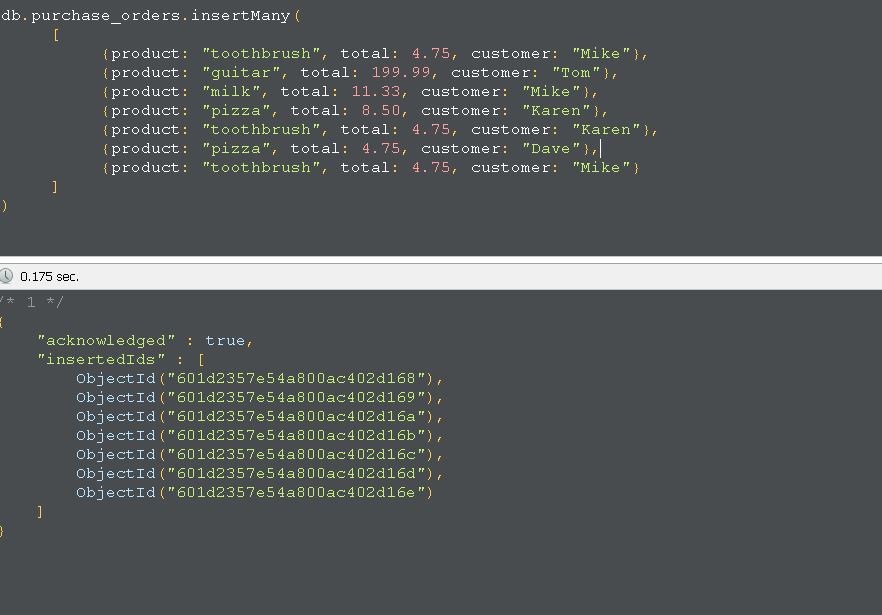 db.purchase_orders.insertMany(
[
{product: "toothbrush", total: 4.75, customer: "Mike"},
{product: "guitar", total: 199.99, customer: "Tom"},
{product: "milk", total: 11.33, customer: "Mike"},
{product: "pizza", total: 8.50, customer: "Karen"},
{product: "toothbrush", total: 4.75, customer: "Karen"},
{product: "pizza", total: 4.75, customer: "Dave"},
{product: "toothbrush", total: 4.75, customer: "Mike"}
]
)
0.175 sec.
/* 1 */
{
"acknowledged" : true,
"insertedIds" : [
ObjectId("601d2357e54a800ac402d168"),
ObjectId("601d2357e54a800ac402d169"),
ObjectId("601d2357e54a800ac402d16a"),
ObjectId("601d2357e54a800ac402d16b"),
ObjectId("601d2357e54a800ac402d16c"),
ObjectId("601d2357e54a800ac402d16d"),
ObjectId("601d2357e54a800ac402d16e")
]
}